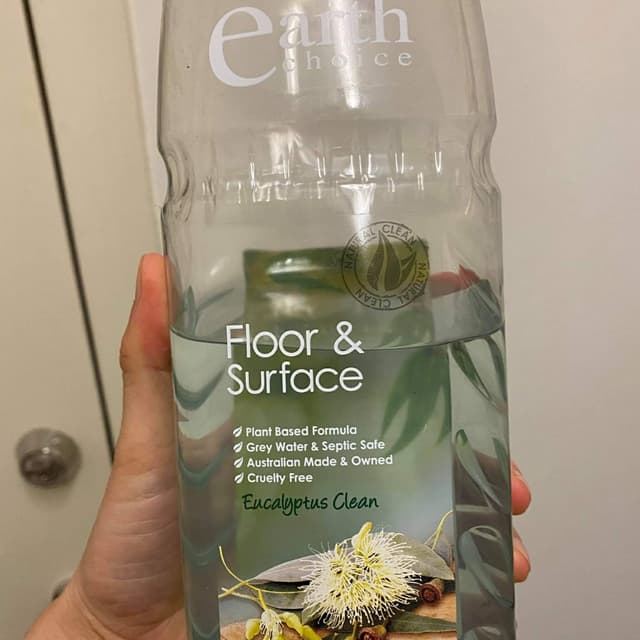 earth
choice
NATURAL CLEAN
NATURAL CLEAN
Floor &
Surface
Plant Based Formula
Grey Water & Septic Safe
Australian Made & Owned
Cruelty Free
Eucalyptus Clean